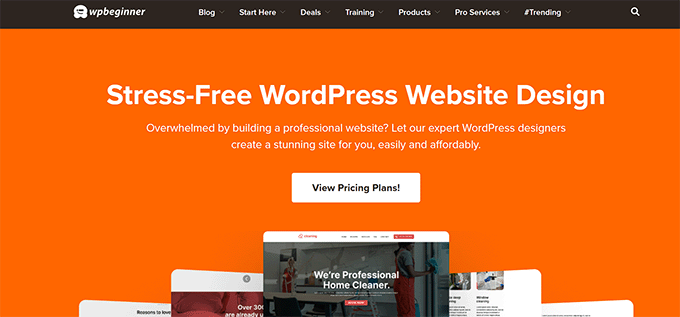 wpbeginner
Blog Start Here Deals Training Products Pro Services #Trending
Stress-Free WordPress Website Design
Overwhelmed by building a professional website? Let our expert WordPress designers
create a stunning site for you, easily and affordably.
View Pricing Plans!
We're Professional
Home Cleaner.
Reasons to love
Over 300
are already u
Window